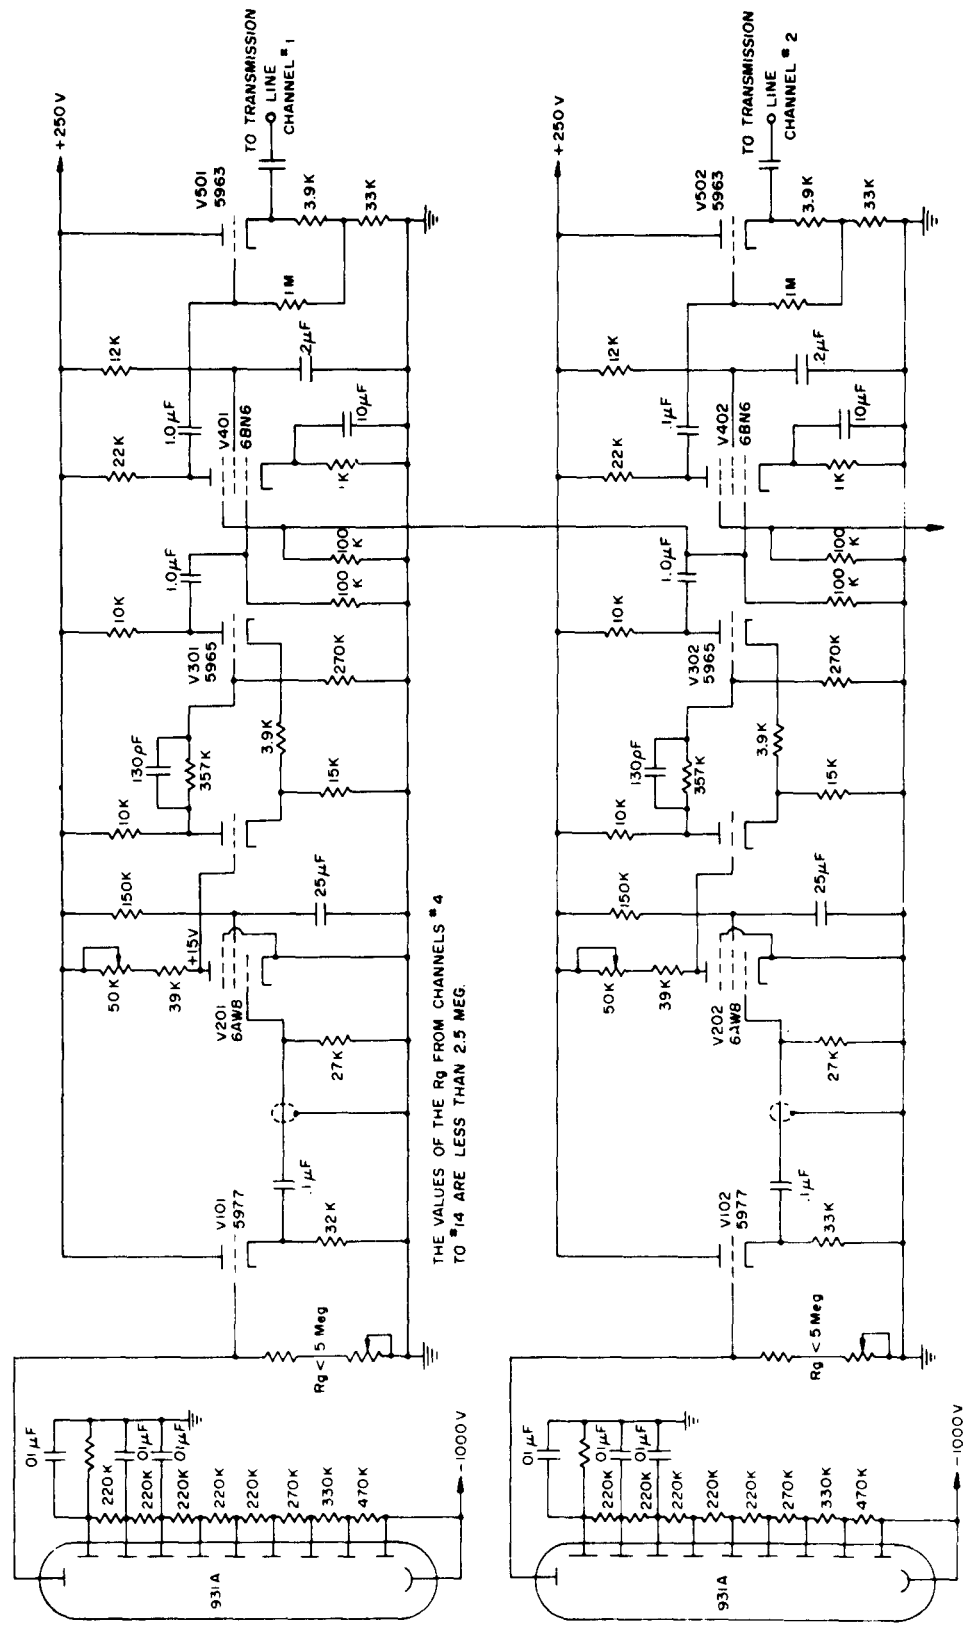 TO TRANSMISSION
LINE
CHANNEL # 1
+250 V
V501
5963
3.9K
33K
1M
12K
.2µF
1.0µF
V401
6BN6
22K
10µF
1K
100
K
100
K
1.0µF
10K
V301
5965
270K
130pF
357K
3.9K
15K
10K
150K
25µF
+15V
50K
39K
V201
6AW8
27K
.1µF
V101
5977
32K
Rg < 5 Meg
01µF
01µF
01µF
220K
220K
220K
220K
220K
270K
330K
470K
-1000V
931A
THE VALUES OF THE Rg FROM CHANNELS # 4
TO #14 ARE LESS THAN 2.5 MEG.
TO TRANSMISSION
LINE
CHANNEL # 2
+250V
V502
5963
3.9K
33K
1M
12K
.2µF
.1µF
V402
6BN6
22K
10µF
1K
100
K
100
K
1.0µF
10K
V302
5965
270K
130pF
357K
3.9K
15K
10K
150K
25µF
50K
39K
V202
6AW8
27K
.1µF
V102
5977
33K
Rg < 5 Meg
01µF
01µF
01µF
220K
220K
220K
220K
220K
270K
330K
470K
-1000V
931A